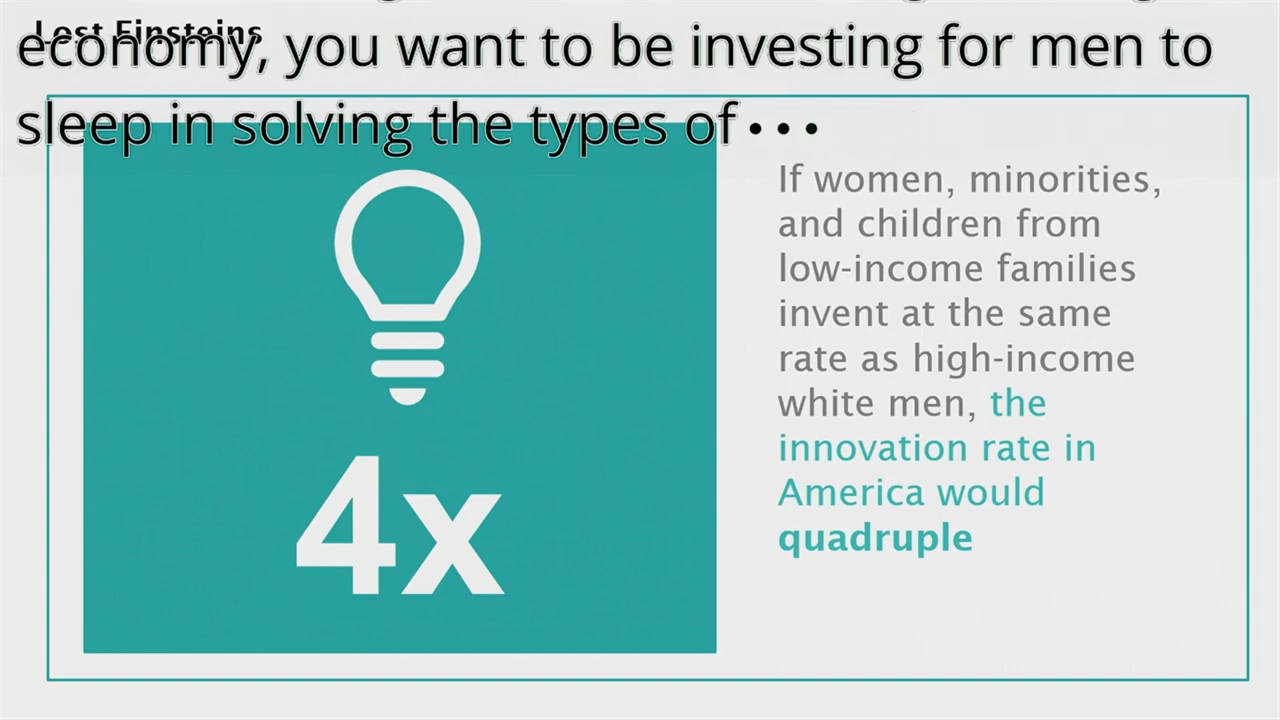 Lost Einsteins
economy, you want to be investing for men to
sleep in solving the types of • • •
If women, minorities,
and children from
low-income families
invent at the same
rate as high-income
white men, the
innovation rate in
America would
quadruple
4x